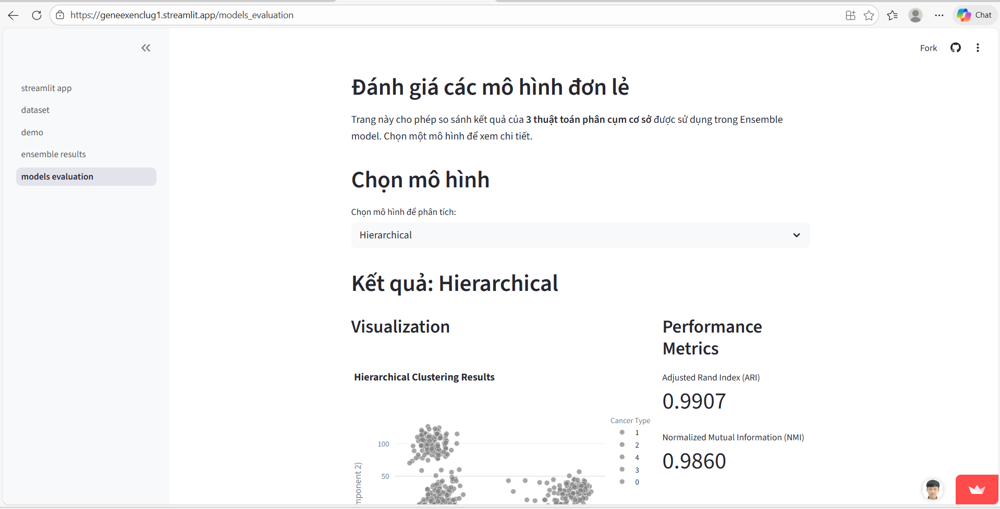 https://geneexenclug1.streamlit.app/models_evaluation
Chat
Fork
streamlit app
dataset
demo
ensemble results
models evaluation
Đánh giá các mô hình đơn lẻ
Trang này cho phép so sánh kết quả của 3 thuật toán phân cụm cơ sở được sử dụng trong Ensemble
model. Chọn một mô hình để xem chi tiết.
Chọn mô hình
Chọn mô hình để phân tích:
Hierarchical
Kết quả: Hierarchical
Visualization
Hierarchical Clustering Results
100
50
Cancer Type
1
2
4
3
0
Performance
Metrics
Adjusted Rand Index (ARI)
0.9907
Normalized Mutual Information (NMI)
0.9860